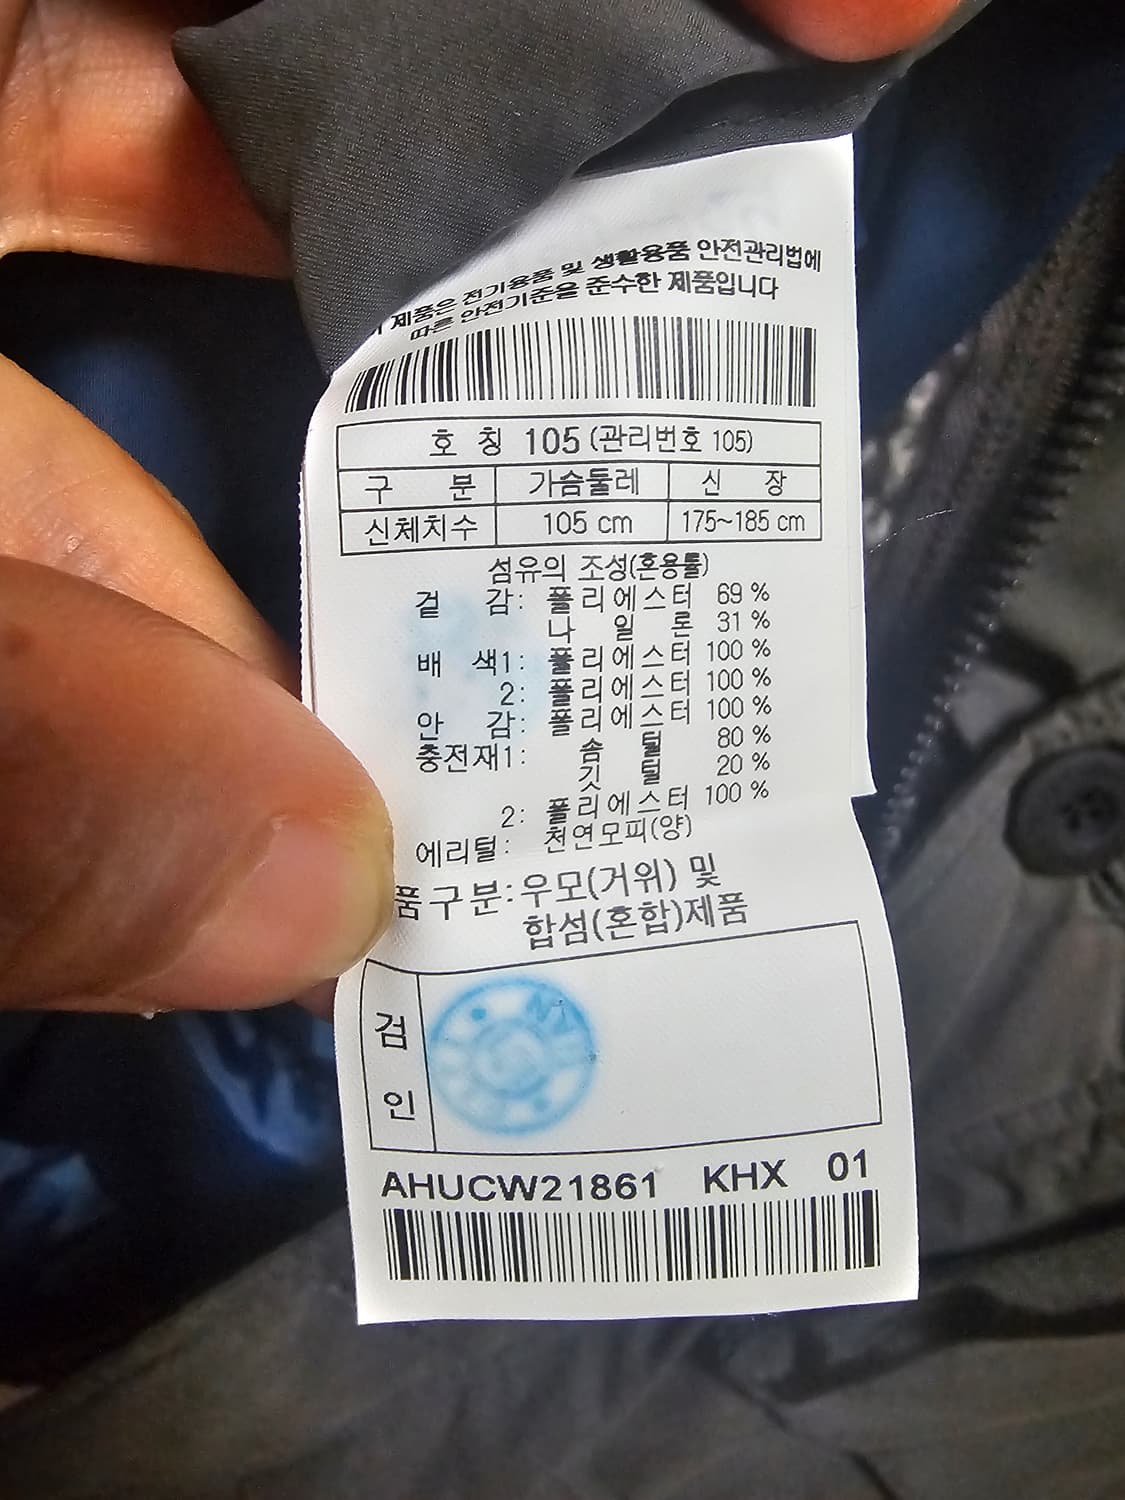 제품은 전기용품 및 생활용품 안전관리법에
따른 안전기준을 준수한 제품입니다
호 칭 105 (관리번호 105)
구 분 가슴둘레 신 장
신체치수 105 cm 175~185 cm
섬유의 조성(혼용률)
겉 감: 폴리에스터 69 %
나 일 론 31 %
배 색1: 폴리에스터 100 %
2: 폴리에스터 100 %
안 감: 폴리에스터 100 %
충전재1: 솜 털 80 %
깃 털 20 %
2: 폴리에스터 100 %
에리털: 천연모피(양)
품구분: 우모(거위) 및
합섬(혼합)제품
검
인
AHUCW21861 KHX 01